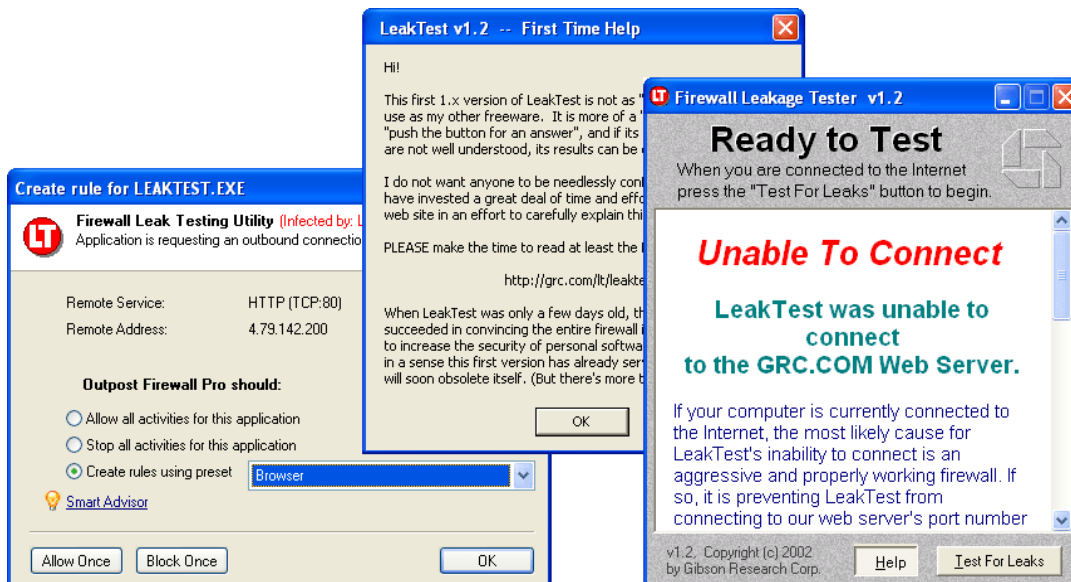 LeakTest v1.2 -- First Time Help
Hi!
This first 1.x version of LeakTest is not as "
use as my other freeware. It is more of a "
"push the button for an answer", and if its
are not well understood, its results can be
I do not want anyone to be needlessly
have invested a great deal of time and
web site in an effort to carefully explain
PLEASE make the time to read at least the
http://grc.com/lt/leakte
When LeakTest was only a few days old,
succeeded in convincing the entire firewall
to increase the security of personal
in a sense this first version has already
will soon obsolete itself. (But there's more
OK
Create rule for LEAKTEST.EXE
LT
Firewall Leak Testing Utility (Infected by: L
Application is requesting an outbound connectio
Remote Service: HTTP (TCP:80)
Remote Address: 4.79.142.200
Outpost Firewall Pro should:
Allow all activities for this application
Stop all activities for this application
Create rules using preset Browser
Smart Advisor
Allow Once Block Once OK
LT Firewall Leakage Tester v1.2
Ready to Test
When you are connected to the Internet
press the "Test For Leaks" button to begin.
Unable To Connect
LeakTest was unable to
connect
to the GRC.COM Web Server.
If your computer is currently connected to
the Internet, the most likely cause for
LeakTest's inability to connect is an
aggressive and properly working firewall. If
so, it is preventing LeakTest from
connecting to our web server's port number
v1.2, Copyright (c) 2002
by Gibson Research Corp.
Help Test For Leaks